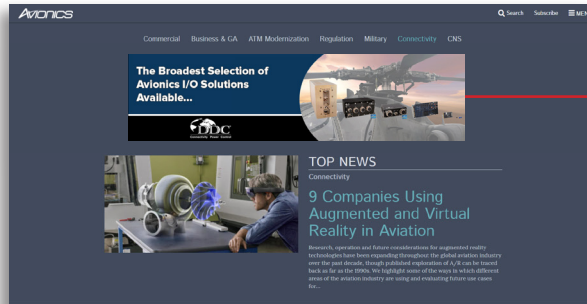 AVIONICS
Search Subscribe MEN
Commercial Business & GA ATM Modernization Regulation Military Connectivity CNS
The Broadest Selection of
Avionics I/O Solutions
Available...
DDC
Connectivity Power Control
TOP NEWS
Connectivity
9 Companies Using
Augmented and Virtual
Reality in Aviation
Research, operation and future considerations for augmented reality
technologies have been expanding throughout the global aviation industry
over the past decade, though published exploration of A/R can be traced
back as far as the 1990s. We highlight some of the ways in which different
areas of the aviation industry are using and evaluating future use cases
for...